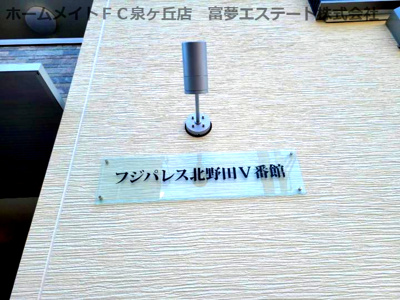 ホームメイトＦＣ泉ヶ丘店　富夢エステート株式会社
フジパレス北野田Ⅴ番館